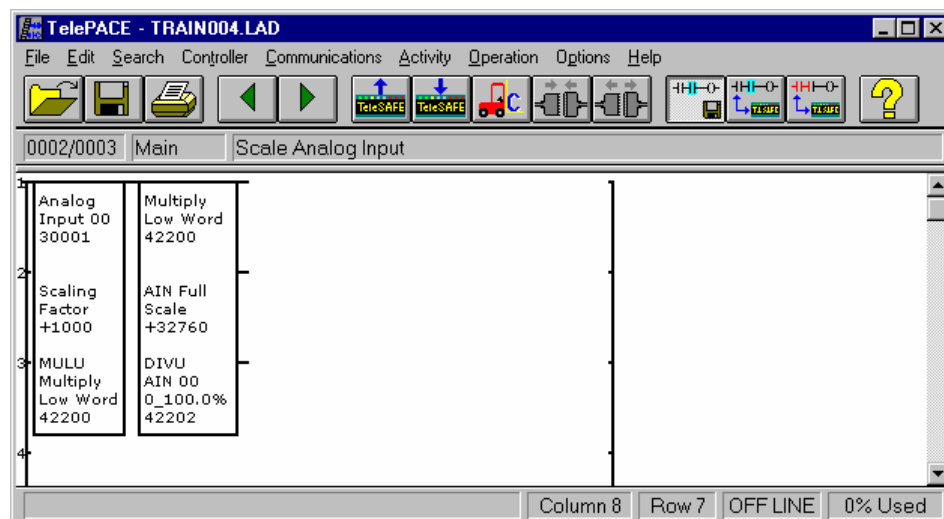 TelePACE - TRAIN004.LAD
File Edit Search Controller Communications Activity Operation Options Help
TeleSAFE TeleSAFE C TLSAFE TLSAFE ?
0002/0003 Main Scale Analog Input
1
Analog
Input 00
30001
Multiply
Low Word
42200
2
Scaling
Factor
+1000
AIN Full
Scale
+32760
3
MULU
Multiply
Low Word
42200
DIVU
AIN 00
0_100.0%
42202
4
Column 8 Row 7 OFF LINE 0% Used